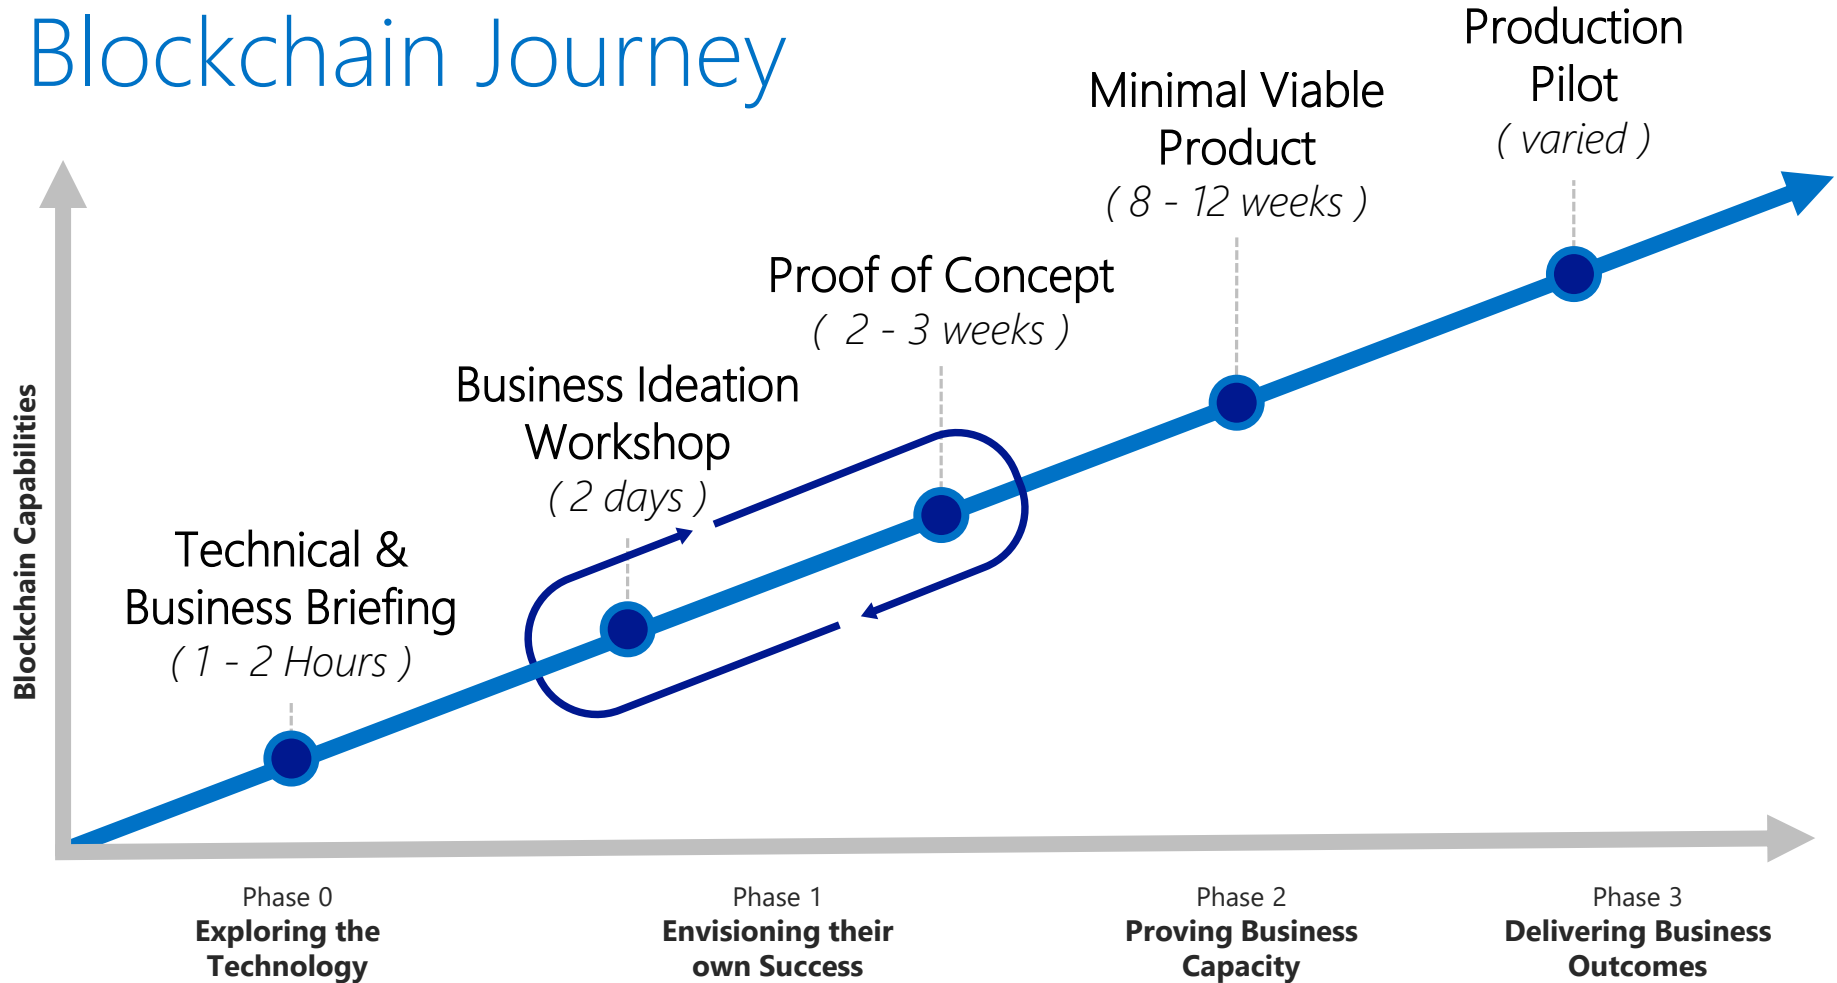 Blockchain Journey
Production
Pilot
( varied )
Minimal Viable
Product
( 8 - 12 weeks )
Proof of Concept
( 2 - 3 weeks )
Business Ideation
Workshop
( 2 days )
Technical &
Business Briefing
( 1 - 2 Hours )
Blockchain Capabilities
Phase 0
Exploring the
Technology
Phase 1
Envisioning their
own Success
Phase 2
Proving Business
Capacity
Phase 3
Delivering Business
Outcomes